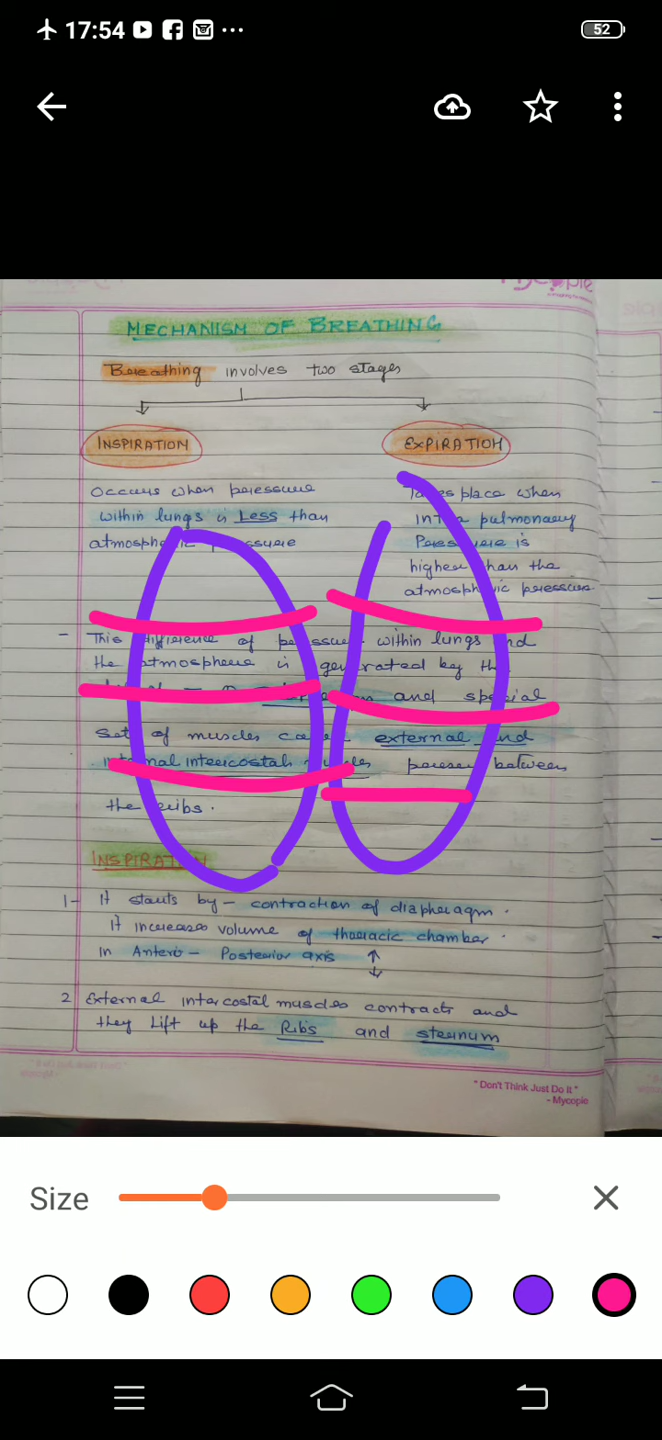 17:54
52
MECHANISM OF BREATHING
Breathing involves two stages
INSPIRATION
EXPIRATION
Occurs when pressure
within lungs is Less than
atmospheric pressure
Takes place when
Intra pulmonary
Pressure is
higher than the
atmospheric pressure
- This difference of pressure within lungs and
the atmosphere is generated by the
and special
Set of muscles called external and
internal intercostal muscles present between
the ribs.
INSPIRATION
1- It starts by - contraction of diaphragm.
It increases volume of thoracic chamber.
In Antero - Posterior axis
2 External intercostal muscles contracts and
they Lift up the Ribs and sternum
"Don't Think Just Do It"
- Mycopie
Size